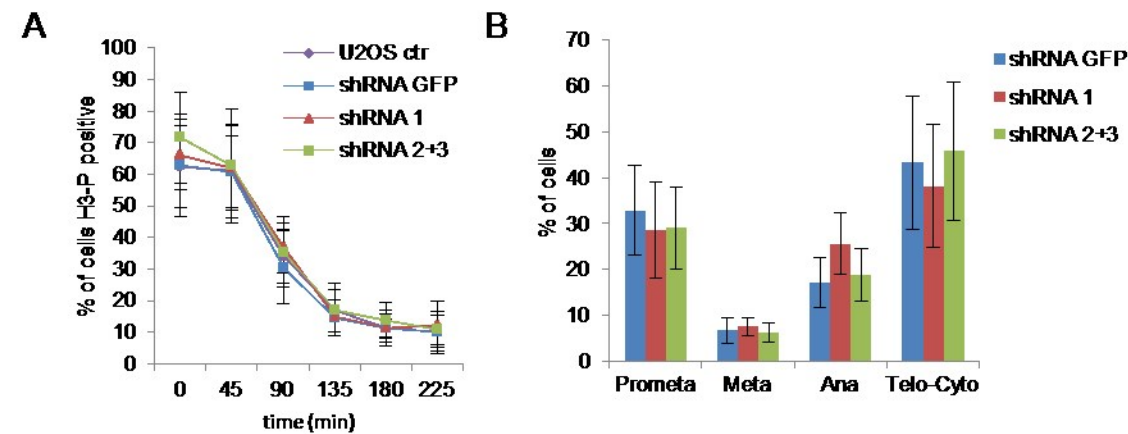 A
% of cells H3-P positive
100
90
80
70
60
50
40
30
20
10
0
0 45 90 135 180 225
time (min)
U2OS ctr
shRNA GFP
shRNA 1
shRNA 2+3
B
% of cells
70
60
50
40
30
20
10
0
Prometa Meta Ana Telo-Cyto
shRNA GFP
shRNA 1
shRNA 2+3